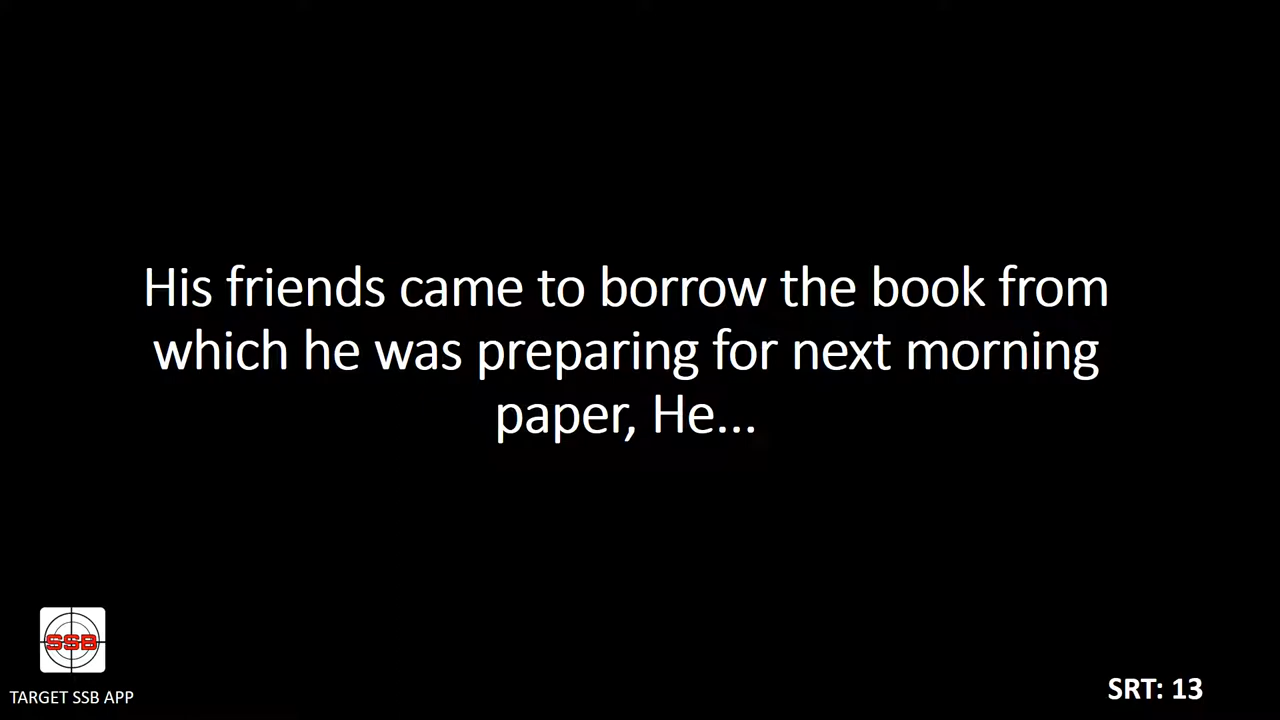 His friends came to borrow the book from
which he was preparing for next morning
paper, He...
SSB
TARGET SSB APP
SRT: 13